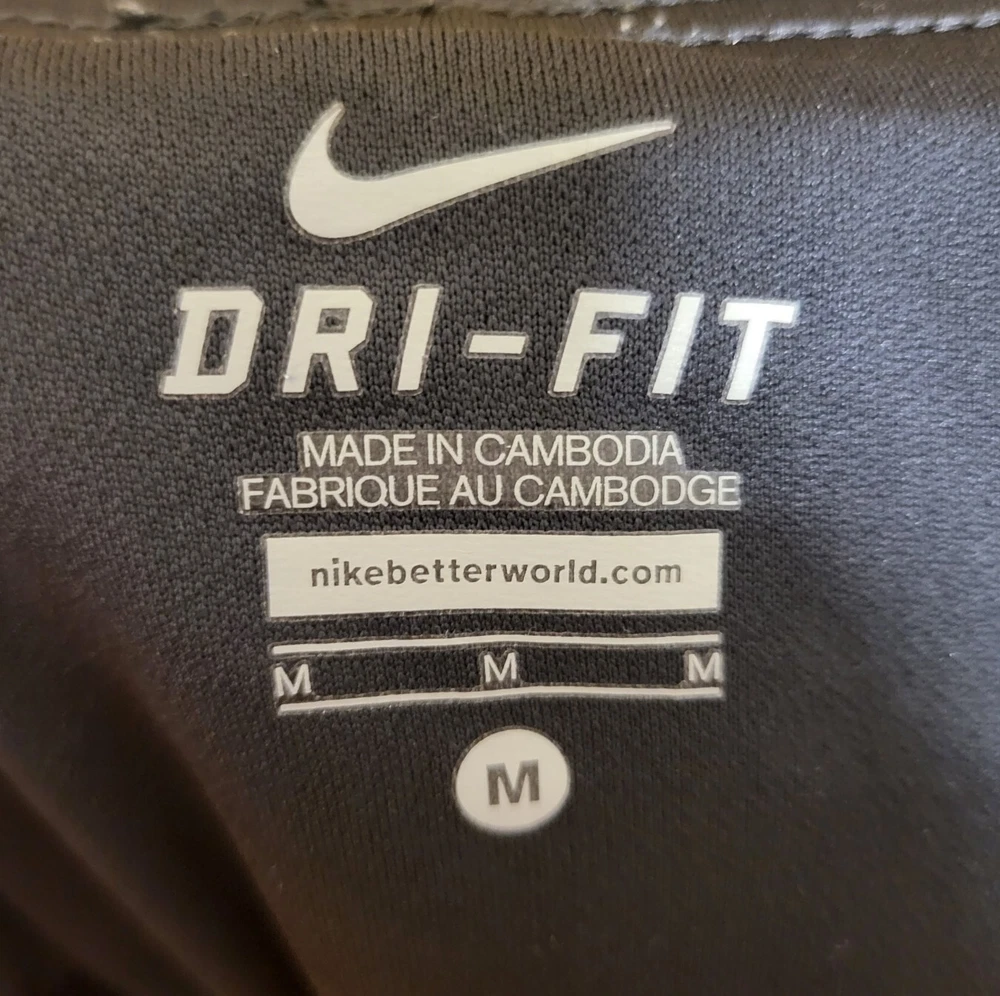 DRI-FIT
MADE IN CAMBODIA
FABRIQUE AU CAMBODGE
nikebetterworld.com
M M M
M